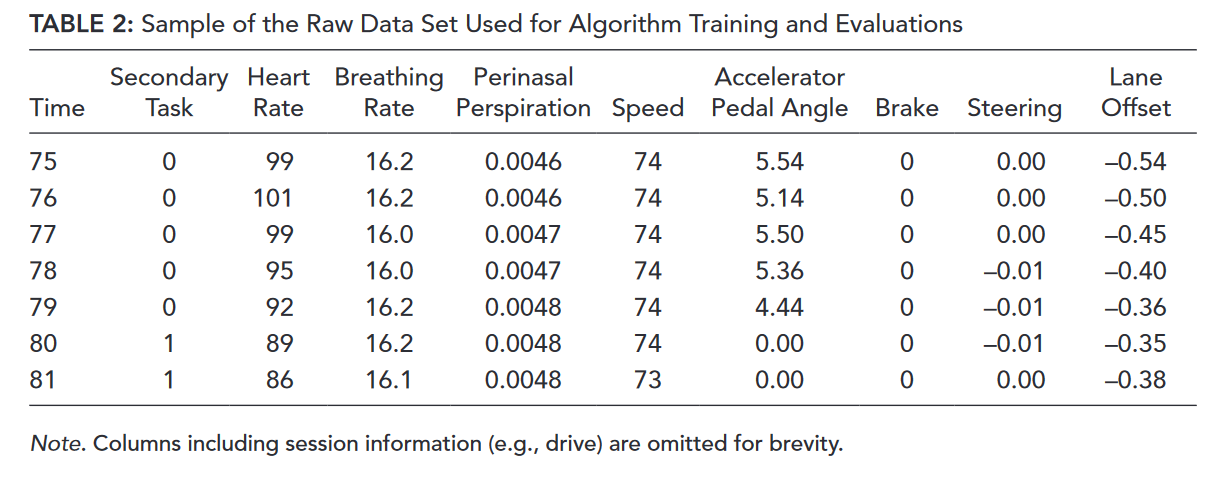 TABLE 2: Sample of the Raw Data Set Used for Algorithm Training and Evaluations
Secondary Heart Breathing Perinasal Accelerator Lane
Time Task Rate Rate Perspiration Speed Pedal Angle Brake Steering Offset
75 0 99 16.2 0.0046 74 5.54 0 0.00 –0.54
76 0 101 16.2 0.0046 74 5.14 0 0.00 –0.50
77 0 99 16.0 0.0047 74 5.50 0 0.00 –0.45
78 0 95 16.0 0.0047 74 5.36 0 –0.01 –0.40
79 0 92 16.2 0.0048 74 4.44 0 –0.01 –0.36
80 1 89 16.2 0.0048 74 0.00 0 –0.01 –0.35
81 1 86 16.1 0.0048 73 0.00 0 0.00 –0.38
Note. Columns including session information (e.g., drive) are omitted for brevity.